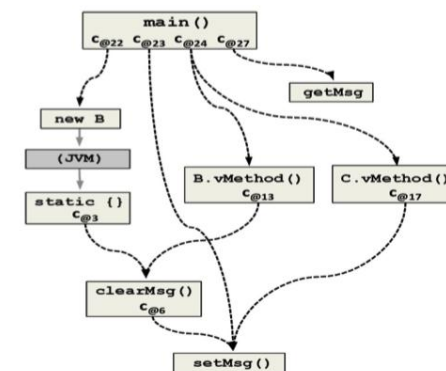 main()
c@22 c@23 c@24 c@27
getMsg
new B
(JVM)
static {}
c@3
B.vMethod()
c@13
C.vMethod()
c@17
clearMsg()
c@6
setMsg()